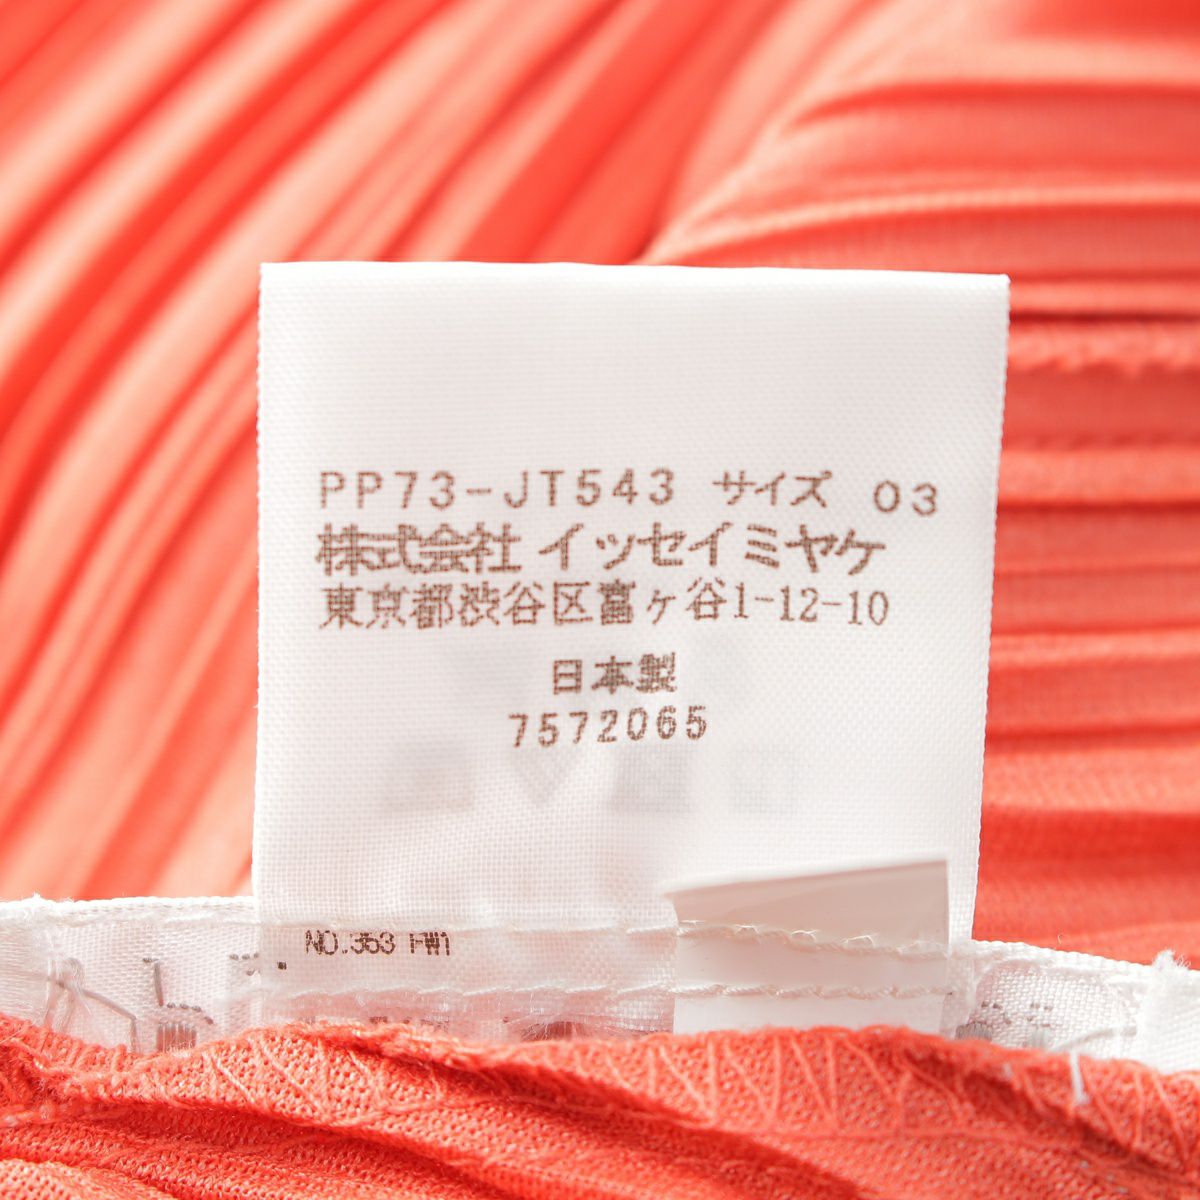 PP73-JT543 サイズ 03
株式会社 イッセイミヤケ
東京都渋谷区富ヶ谷1-12-10
日本製
7572065
NO.353 FW1